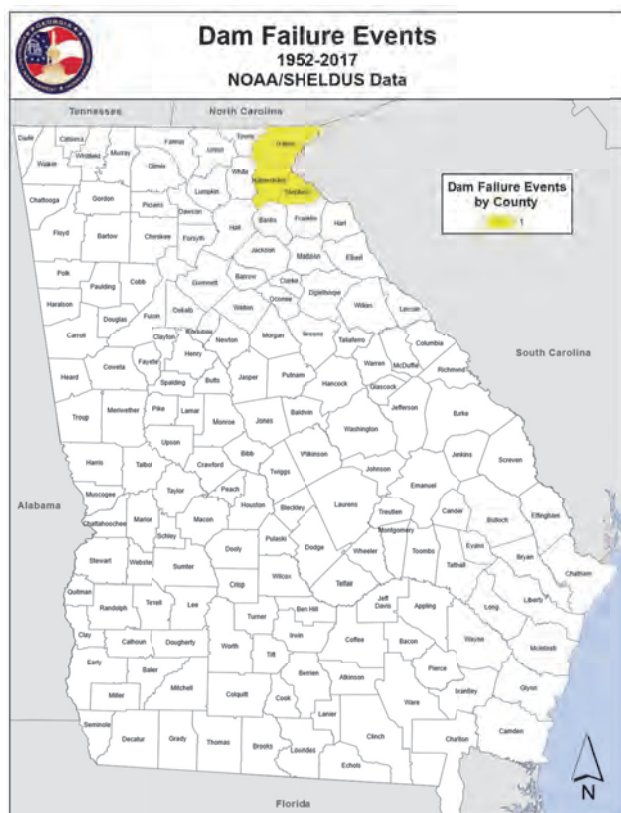 GEORGIA
Dam Failure Events
1952-2017
NOAA/SHELDUS Data
Tennessee
North Carolina
Dade
Catoosa
Fannin
Towns
Rabun
Walker
Whitfield
Murray
Union
Gilmer
White
Habersham
Lumpkin
Stephens
Chattooga
Gordon
Pickens
Dawson
Banks
Franklin
Hart
Dam Failure Events
by County
1
Floyd
Bartow
Cherokee
Forsyth
Hall
Jackson
Madison
Elbert
Polk
Paulding
Cobb
Gwinnett
Barrow
Clarke
Oconee
Oglethorpe
Haralson
Douglas
Fulton
Dekalb
Walton
Wilkes
Lincoln
Carroll
Clayton
Rockdale
Newton
Morgan
Greene
Taliaferro
Columbia
South Carolina
Heard
Coweta
Fayette
Henry
Spalding
Butts
Jasper
Putnam
Hancock
Warren
McDuffie
Glascock
Richmond
Troup
Meriwether
Pike
Lamar
Monroe
Jones
Baldwin
Washington
Jefferson
Burke
Upson
Harris
Talbot
Crawford
Bibb
Twiggs
Wilkinson
Johnson
Jenkins
Screven
Alabama
Muscogee
Taylor
Peach
Houston
Bleckley
Laurens
Emanuel
Chattahoochee
Marion
Macon
Treutlen
Candler
Bulloch
Effingham
Schley
Pulaski
Dodge
Montgomery
Stewart
Webster
Sumter
Dooly
Wheeler
Toombs
Evans
Tattnall
Bryan
Chatham
Quitman
Crisp
Wilcox
Telfair
Randolph
Terrell
Lee
Turner
Ben Hill
Jeff
Davis
Appling
Long
Liberty
Clay
Calhoun
Dougherty
Worth
Irwin
Coffee
Bacon
Wayne
McIntosh
Early
Baker
Tift
Berrien
Atkinson
Pierce
Miller
Mitchell
Colquitt
Cook
Ware
Brantley
Glynn
Seminole
Decatur
Grady
Thomas
Brooks
Lanier
Lowndes
Clinch
Charlton
Camden
Echols
Florida
N